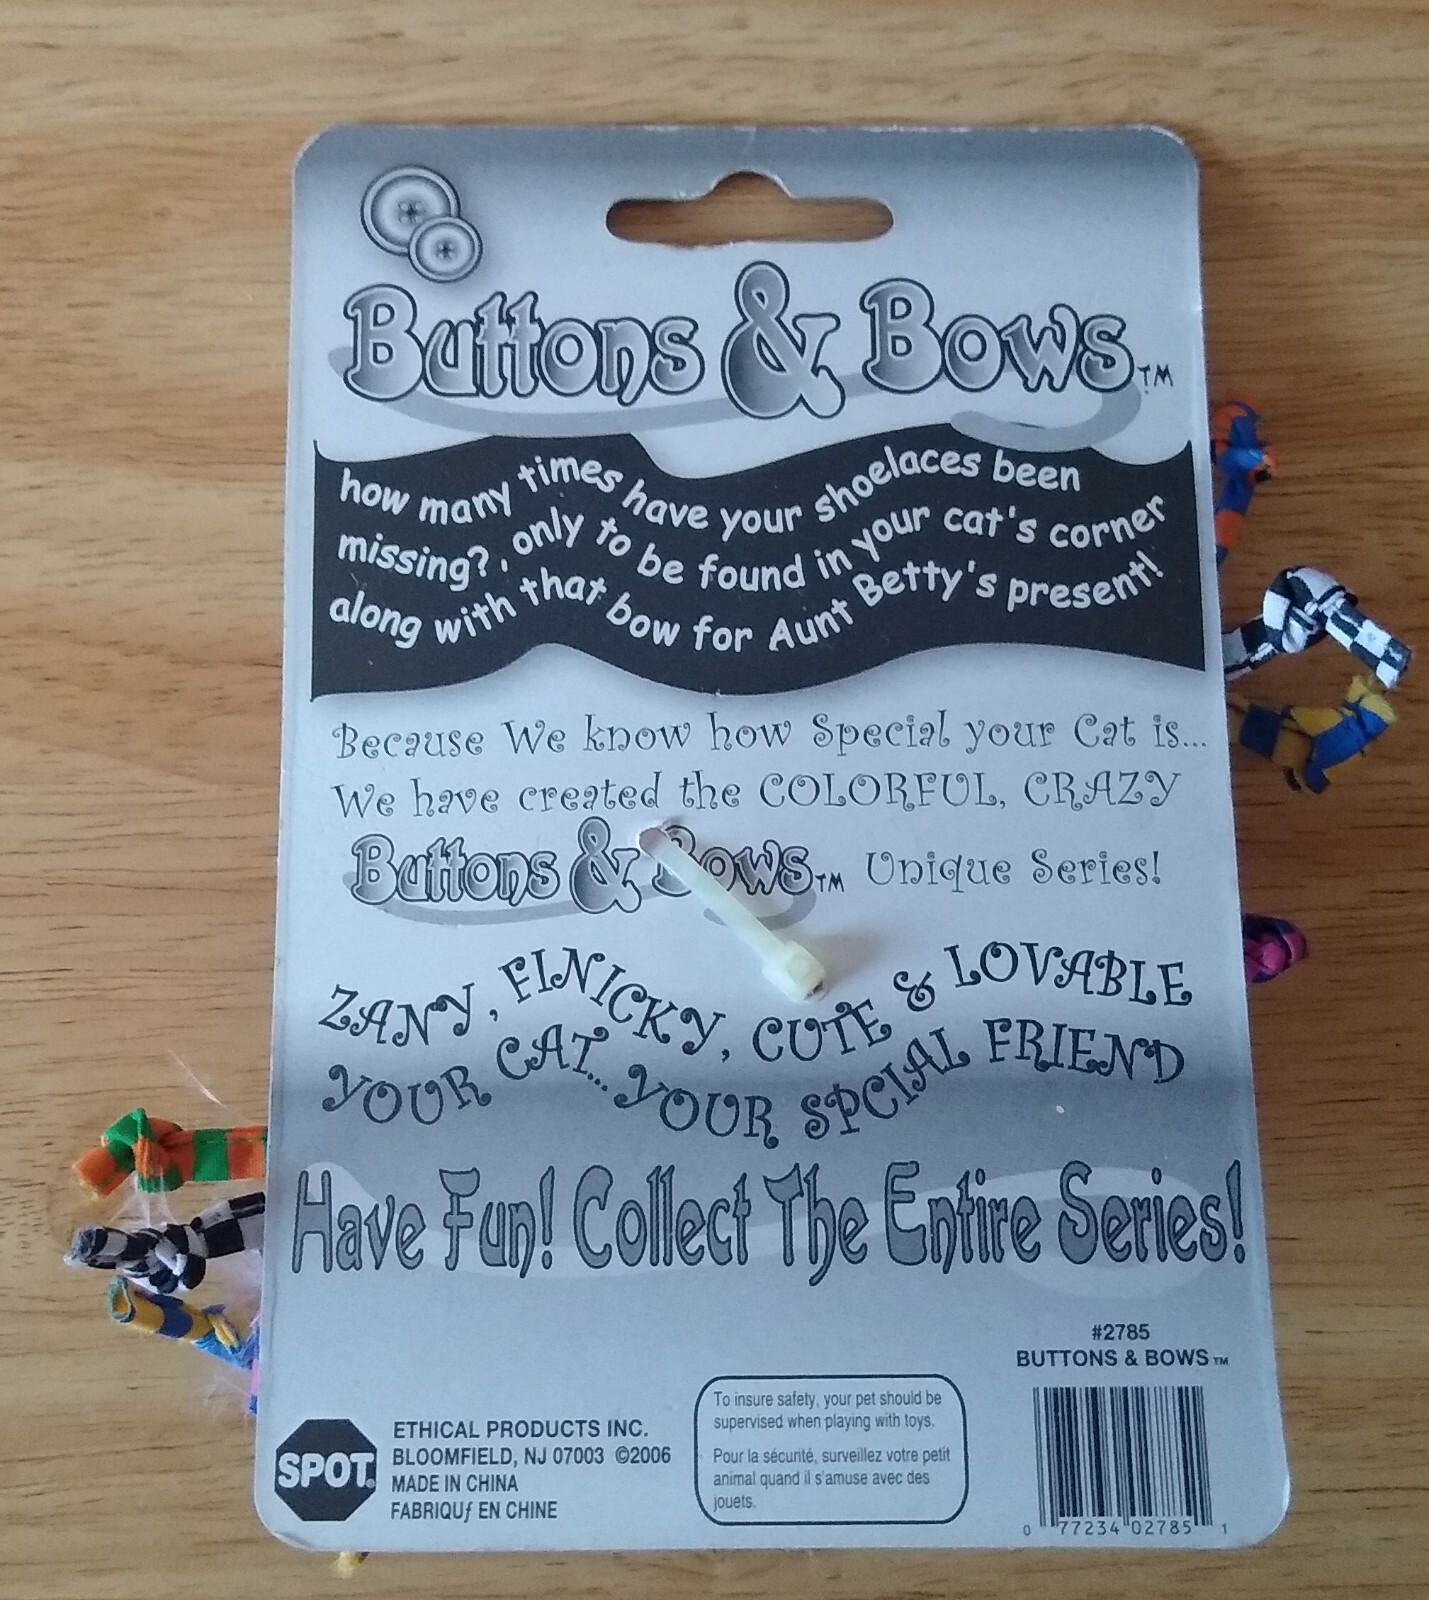 Buttons & Bows™
how many times have your shoelaces been
missing?, only to be found in your cat's corner
along with that bow for Aunt Betty's present!
Because We know how Special your Cat is...
We have created the COLORFUL, CRAZY
Buttons & Bows™ Unique Series!
ZANY, FINICKY, CUTE & LOVABLE
YOUR CAT... YOUR SPCIAL FRIEND
Have Fun! Collect The Entire Series!
#2785
BUTTONS & BOWS™
SPOT®
ETHICAL PRODUCTS INC.
BLOOMFIELD, NJ 07003 ©2006
MADE IN CHINA
FABRIQUƒ EN CHINE
To insure safety, your pet should be
supervised when playing with toys.
Pour la sécurité, surveillez votre petit
animal quand il s'amuse avec des
jouets.
0 77234 02785 1